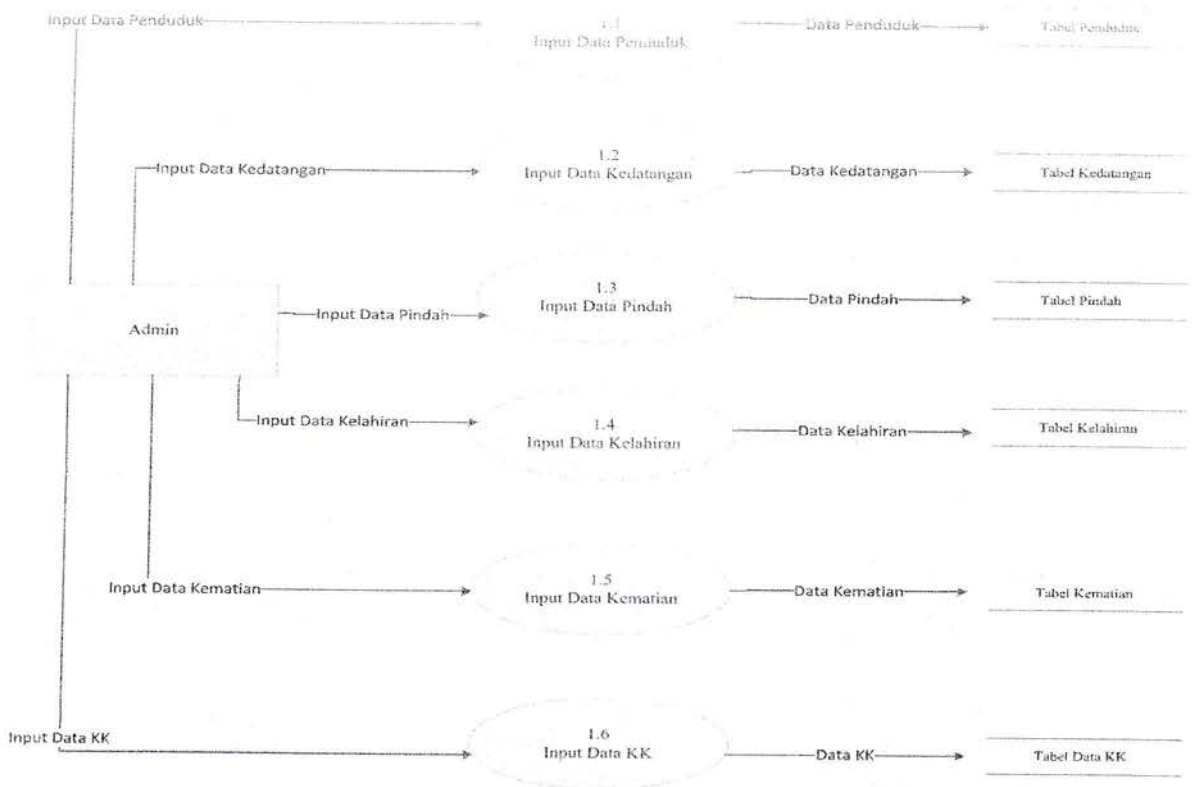 Input Data Penduduk
1.1
Input Data Penduduk
Data Penduduk
Tabel Penduduk
Input Data Kedatangan
1.2
Input Data Kedatangan
Data Kedatangan
Tabel Kedatangan
Admin
Input Data Pindah
1.3
Input Data Pindah
Data Pindah
Tabel Pindah
Input Data Kelahiran
1.4
Input Data Kelahiran
Data Kelahiran
Tabel Kelahiran
Input Data Kematian
1.5
Input Data Kematian
Data Kematian
Tabel Kematian
Input Data KK
1.6
Input Data KK
Data KK
Tabel Data KK